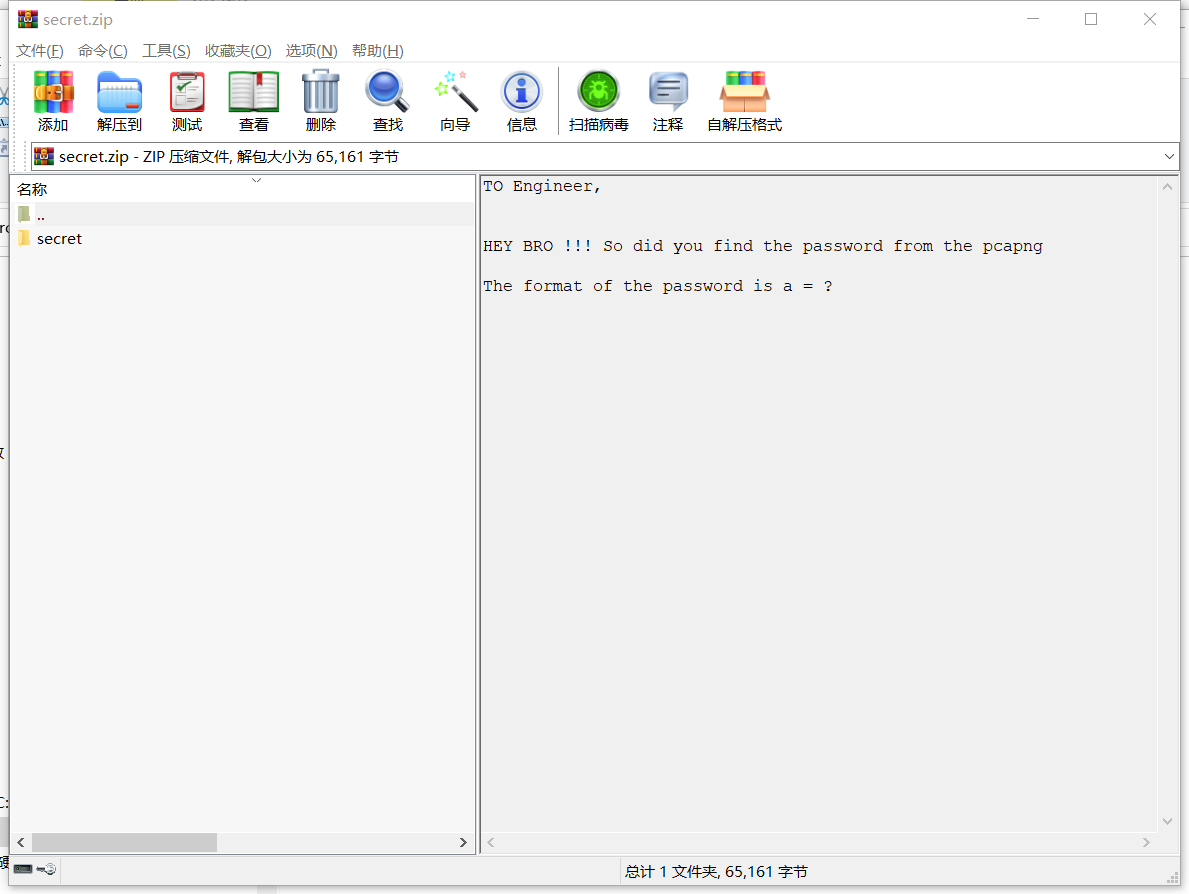 secret.zip
文件(F) 命令(C) 工具(S) 收藏夹(O) 选项(N) 帮助(H)
添加 解压到 测试 查看 删除 查找 向导 信息 扫描病毒 注释 自解压格式
secret.zip - ZIP 压缩文件, 解包大小为 65,161 字节
名称
..
secret
TO Engineer,
HEY BRO !!! So did you find the password from the pcapng
The format of the password is a = ?
总计 1 文件夹, 65,161 字节